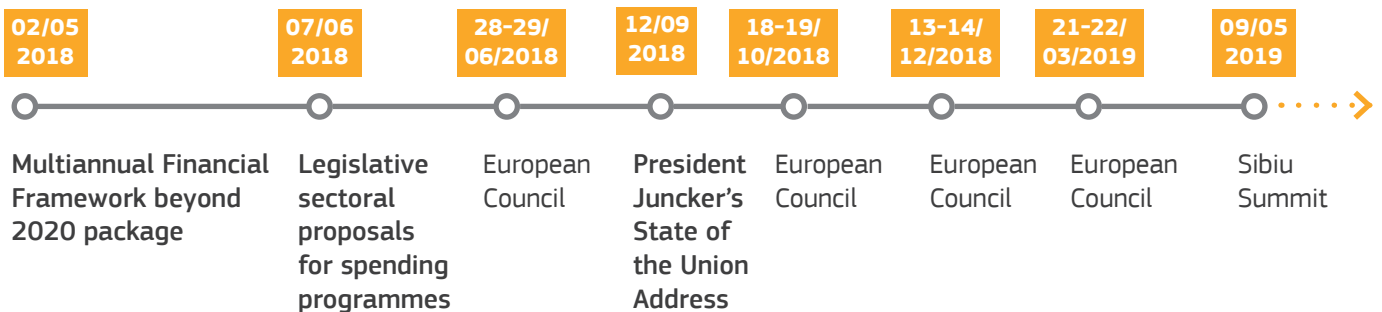 02/05
2018
07/06
2018
28-29/
06/2018
12/09
2018
18-19/
10/2018
13-14/
12/2018
21-22/
03/2019
09/05
2019
Multiannual Financial
Framework beyond
2020 package
Legislative
sectoral
proposals
for spending
programmes
European
Council
President
Juncker's
State of
the Union
Address
European
Council
European
Council
European
Council
Sibiu
Summit